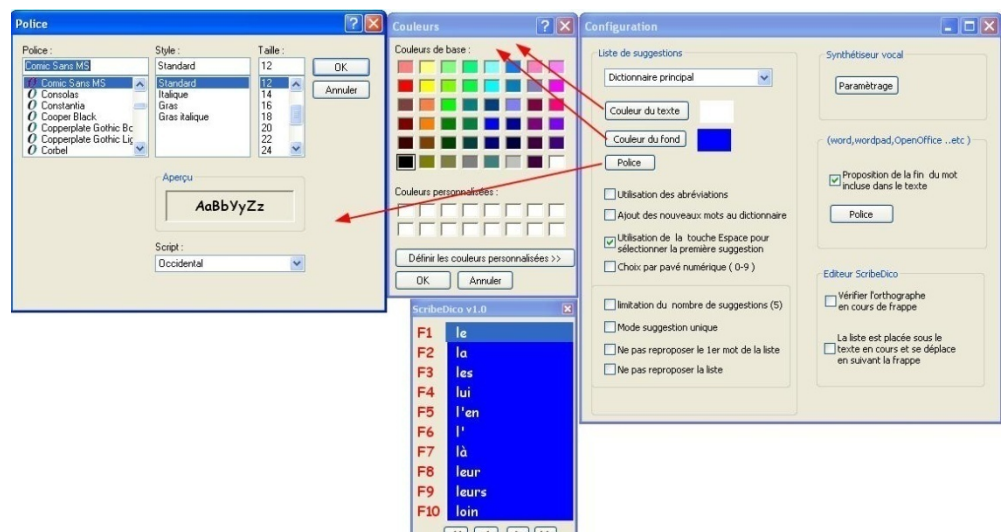 Police
Police :
Style :
Taille :
Comic Sans MS
Standard
12
OK
Annuler
Comic Sans MS
Consolas
Constantia
Cooper Black
Copperplate Gothic Bc
Copperplate Gothic Lig
Corbel
Standard
Italique
Gras
Gras italique
12
14
16
18
20
22
24
Aperçu
AaBbYyZz
Script :
Occidental
Couleurs
Couleurs de base :
Couleurs personnalisées :
Définir les couleurs personnalisées >>
OK
Annuler
Configuration
Liste de suggestions
Dictionnaire principal
Couleur du texte
Couleur du fond
Police
Utilisation des abréviations
Ajout des nouveaux mots au dictionnaire
Utilisation de la touche Espace pour
sélectionner la première suggestion
Choix par pavé numérique ( 0-9 )
limitation du nombre de suggestions (5)
Mode suggestion unique
Ne pas reproposer le 1er mot de la liste
Ne pas reproposer la liste
Synthétiseur vocal
Paramètrage
(word,wordpad,OpenOffice ..etc )
Proposition de la fin du mot
incluse dans le texte
Police
Editeur ScribeDico
Vérifier l'orthographe
en cours de frappe
La liste est placée sous le
texte en cours et se déplace
en suivant la frappe
ScribeDico v1.0
F1 le
F2 la
F3 les
F4 lui
F5 l'en
F6 l'
F7 là
F8 leur
F9 leurs
F10 loin